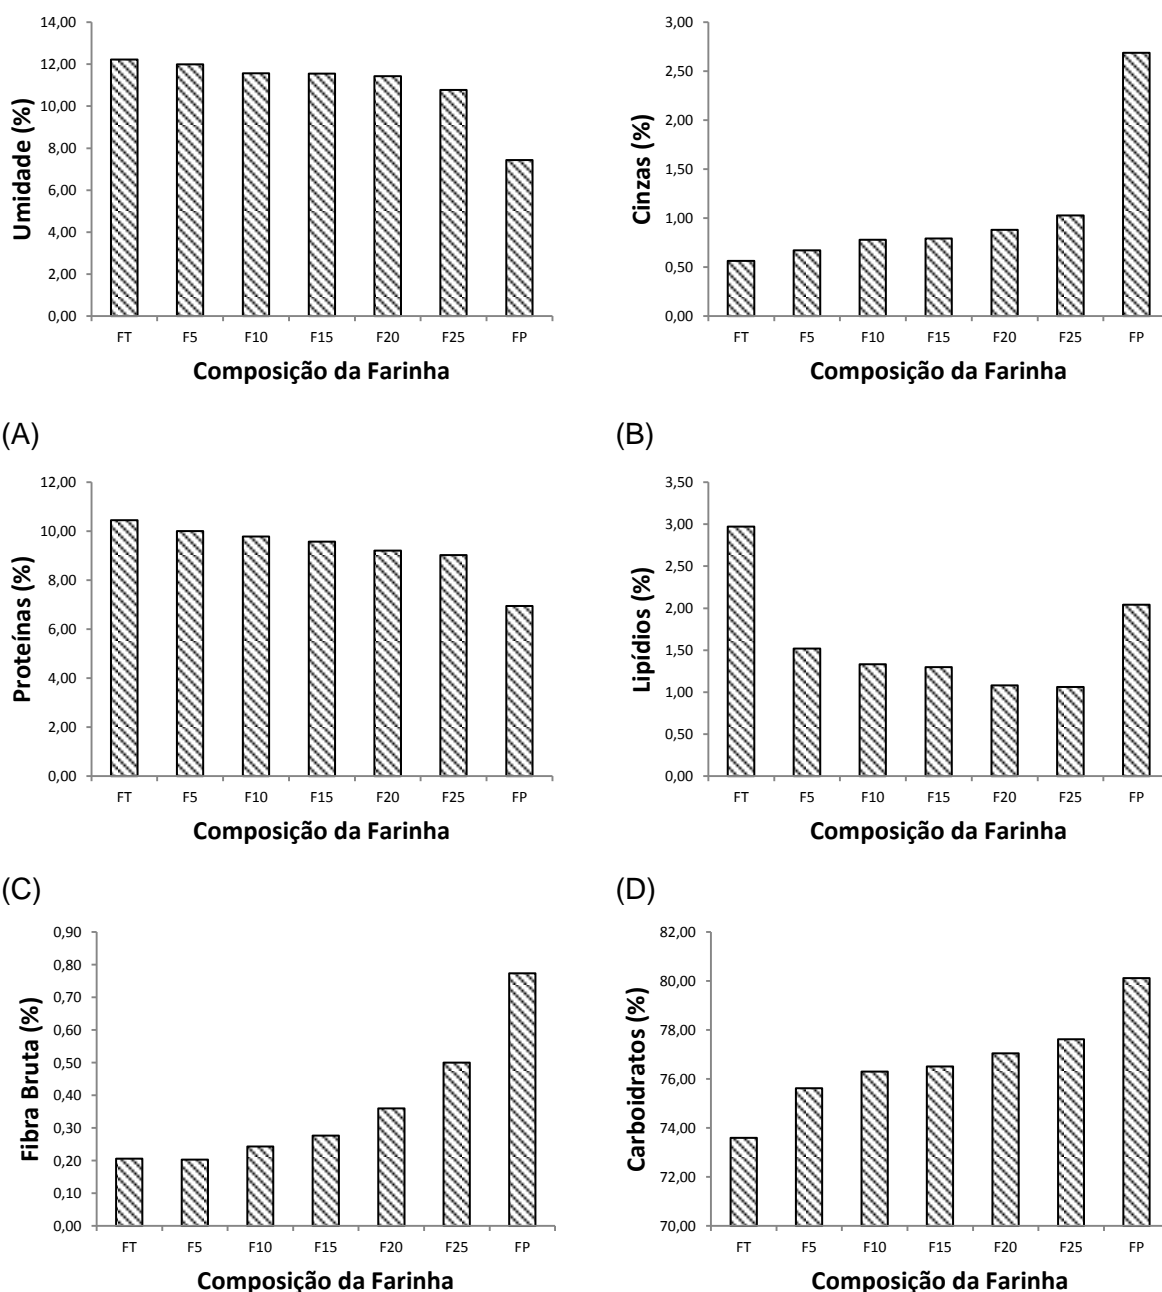 Umidade (%)
14,00
12,00
10,00
8,00
6,00
4,00
2,00
0,00
FT F5 F10 F15 F20 F25 FP
Composição da Farinha
Cinzas (%)
3,00
2,50
2,00
1,50
1,00
0,50
0,00
FT F5 F10 F15 F20 F25 FP
Composição da Farinha
(A)
(B)
Proteínas (%)
12,00
10,00
8,00
6,00
4,00
2,00
0,00
FT F5 F10 F15 F20 F25 FP
Composição da Farinha
Lipídios (%)
3,50
3,00
2,50
2,00
1,50
1,00
0,50
0,00
FT F5 F10 F15 F20 F25 FP
Composição da Farinha
(C)
(D)
Fibra Bruta (%)
0,90
0,80
0,70
0,60
0,50
0,40
0,30
0,20
0,10
0,00
FT F5 F10 F15 F20 F25 FP
Composição da Farinha
Carboidratos (%)
82,00
80,00
78,00
76,00
74,00
72,00
70,00
FT F5 F10 F15 F20 F25 FP
Composição da Farinha